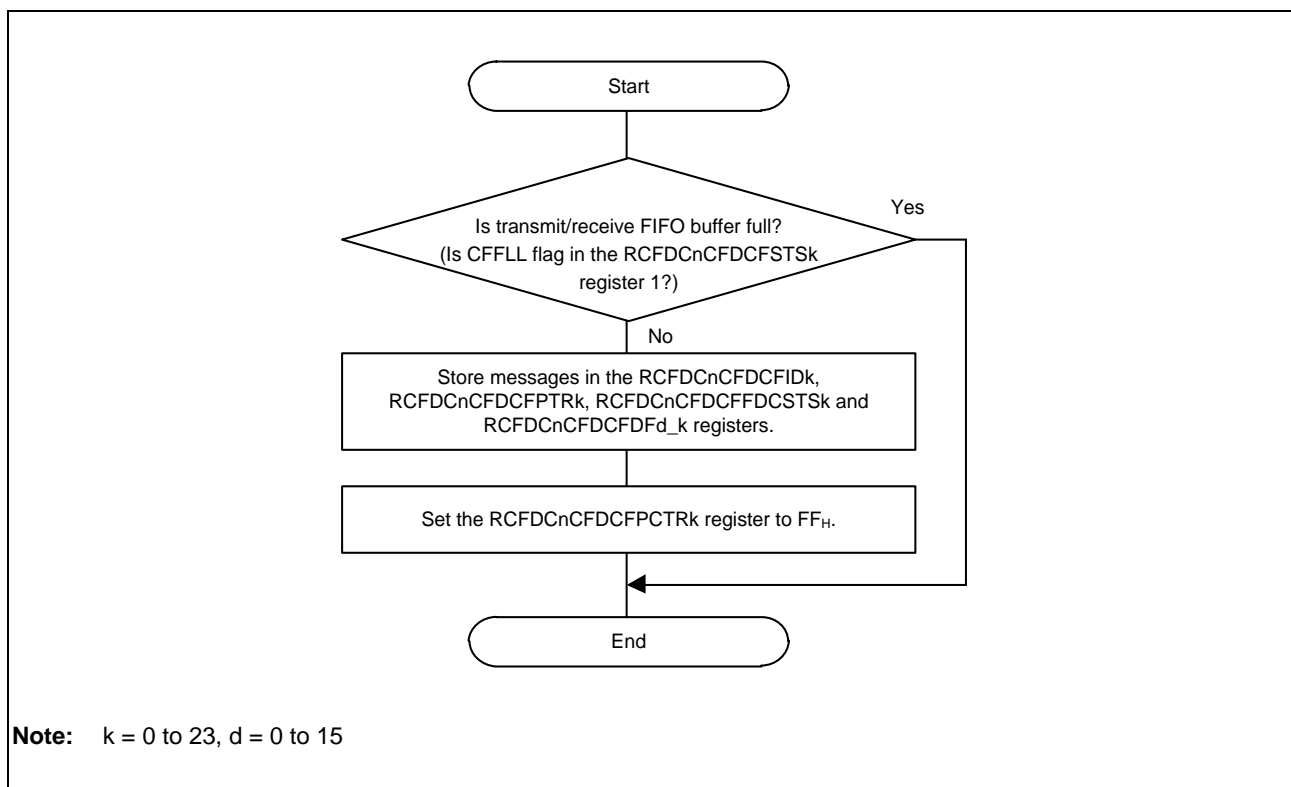 Start
Yes
Is transmit/receive FIFO buffer full?
(Is CFFLL flag in the RCFDCnCFDCFSTSk
register 1?)
No
Store messages in the RCFDCnCFDCFIDk,
RCFDCnCFDCFPTRk, RCFDCnCFDCFFDCSTSk and
RCFDCnCFDCFDFd_k registers.
Set the RCFDCnCFDCFPCTRk register to FFH.
End
Note: k = 0 to 23, d = 0 to 15